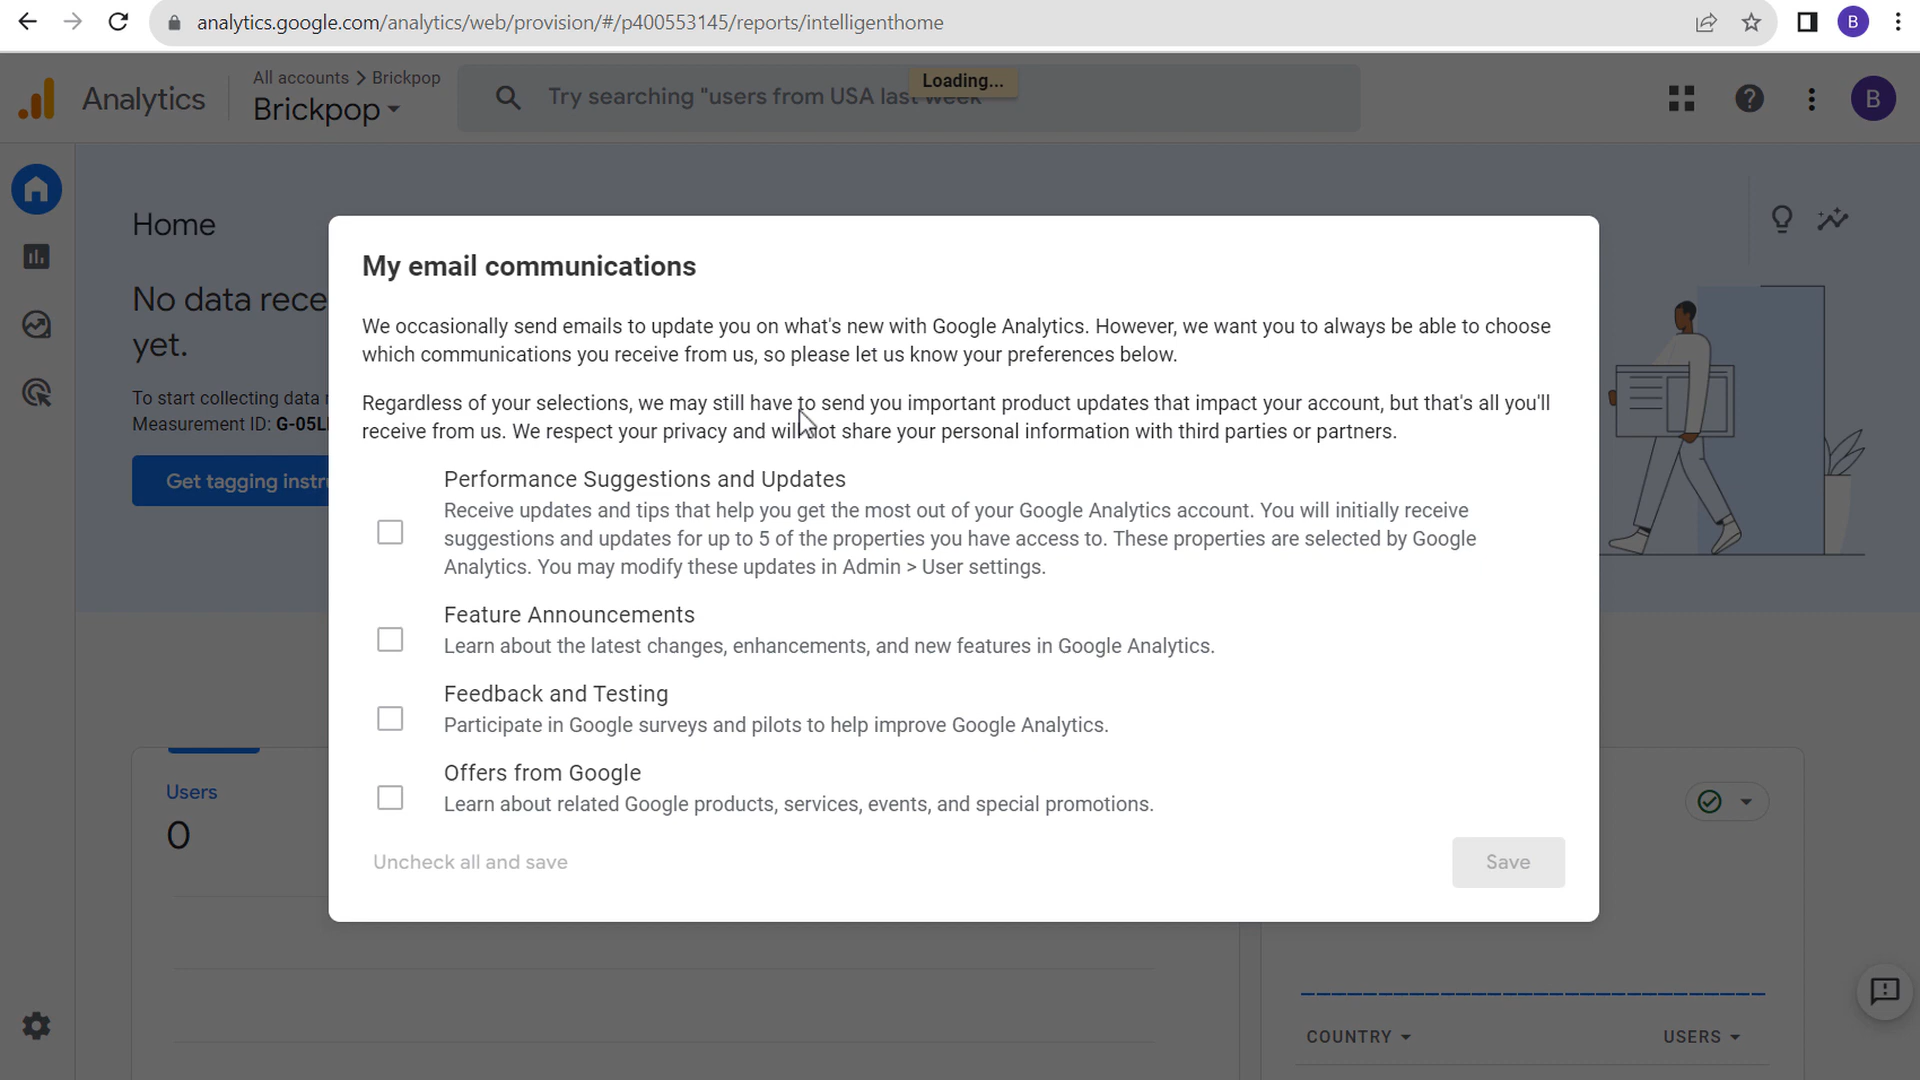 analytics.google.com/analytics/web/provision/#/p400553145/reports/intelligenthome
B
Analytics
All accounts > Brickpop
Brickpop
Try searching "users from USA last week"
Loading...
B
Home
No data rece
yet.
To start collecting data
Measurement ID: G-05L
Get tagging instru
My email communications
We occasionally send emails to update you on what's new with Google Analytics. However, we want you to always be able to choose
which communications you receive from us, so please let us know your preferences below.
Regardless of your selections, we may still have to send you important product updates that impact your account, but that's all you'll
receive from us. We respect your privacy and will not share your personal information with third parties or partners.
Performance Suggestions and Updates
Receive updates and tips that help you get the most out of your Google Analytics account. You will initially receive
suggestions and updates for up to 5 of the properties you have access to. These properties are selected by Google
Analytics. You may modify these updates in Admin > User settings.
Feature Announcements
Learn about the latest changes, enhancements, and new features in Google Analytics.
Feedback and Testing
Participate in Google surveys and pilots to help improve Google Analytics.
Offers from Google
Learn about related Google products, services, events, and special promotions.
Uncheck all and save
Save
Users
0
COUNTRY
USERS